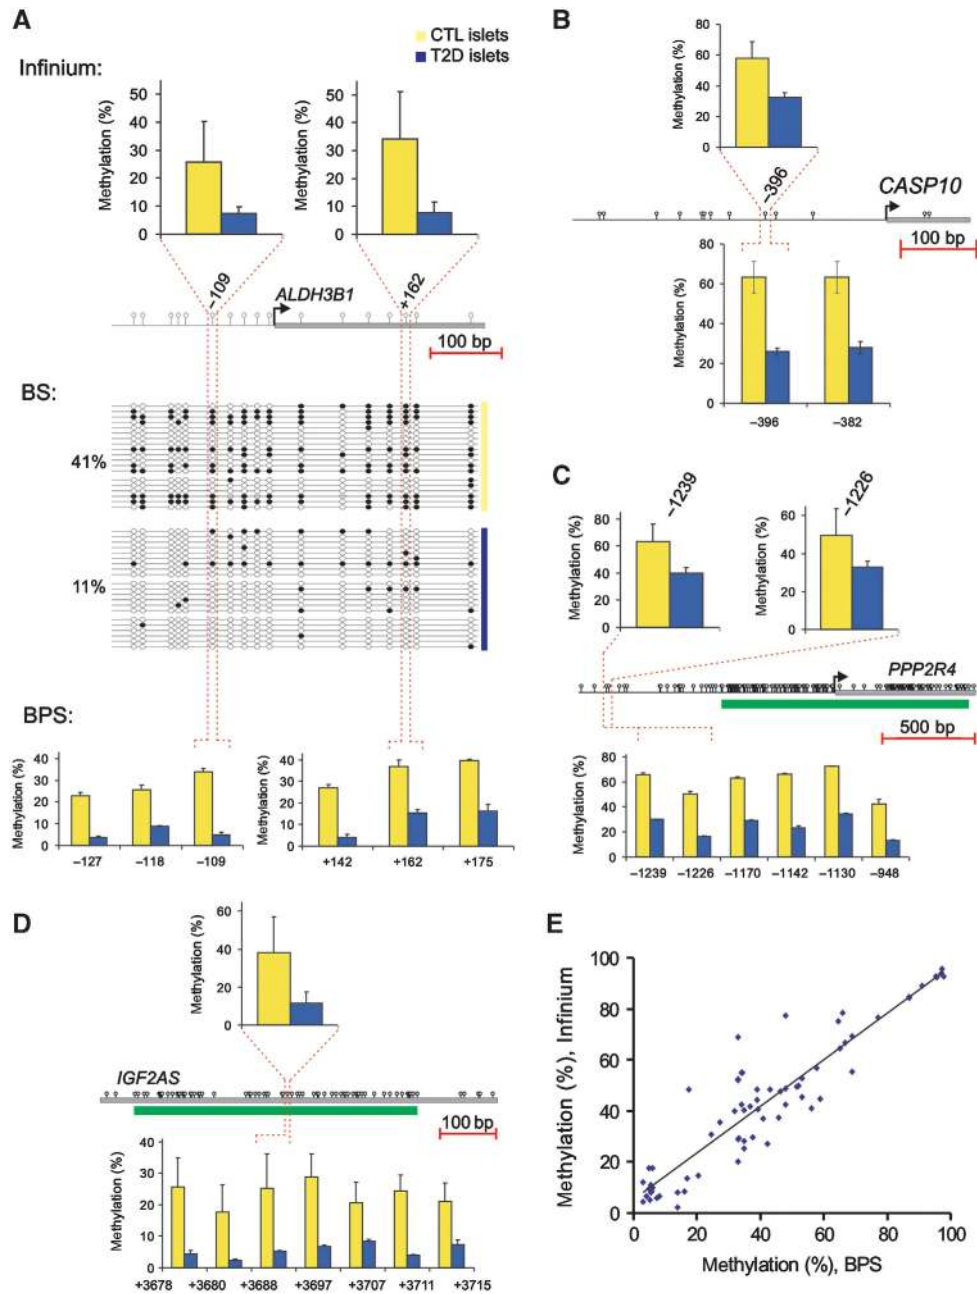 A
CTL islets
T2D islets
Infinium:
Methylation (%)
50
40
30
20
10
0
Methylation (%)
50
40
30
20
10
0
−109
+162
ALDH3B1
100 bp
BS:
41%
11%
BPS:
Methylation (%)
40
30
20
10
0
−127 −118 −109
Methylation (%)
40
30
20
10
0
+142 +162 +175
B
Methylation (%)
80
60
40
20
0
−396
CASP10
100 bp
Methylation (%)
80
60
40
20
0
−396 −382
C
−1239
−1226
Methylation (%)
80
60
40
20
0
Methylation (%)
60
40
20
0
PPP2R4
500 bp
Methylation (%)
80
60
40
20
0
−1239 −1226 −1170 −1142 −1130 −948
D
Methylation (%)
60
40
20
0
IGF2AS
100 bp
Methylation (%)
40
30
20
10
0
+3678 +3680 +3688 +3697 +3707 +3711 +3715
E
Methylation (%), Infinium
100
80
60
40
20
0
0 20 40 60 80 100
Methylation (%), BPS